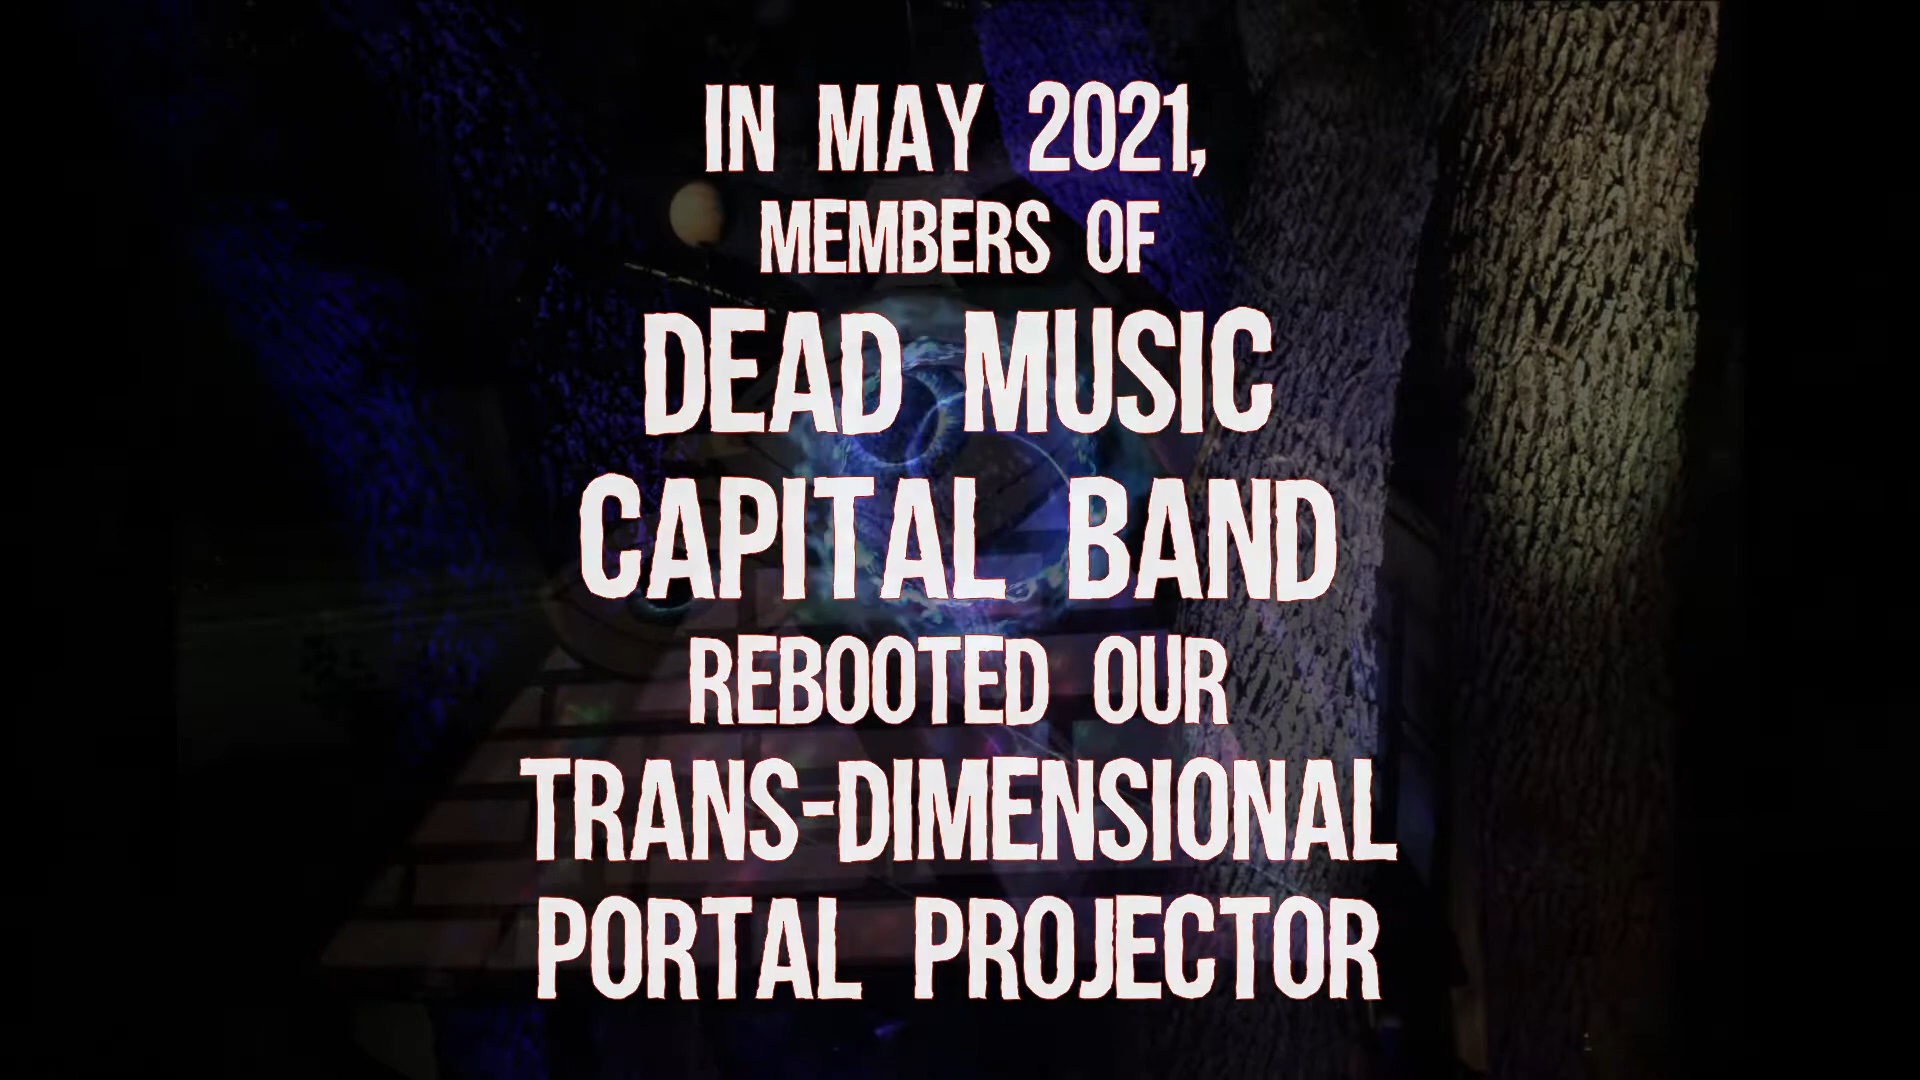 IN MAY 2021,
MEMBERS OF
DEAD MUSIC
CAPITAL BAND
REBOOTED OUR
TRANS-DIMENSIONAL
PORTAL PROJECTOR